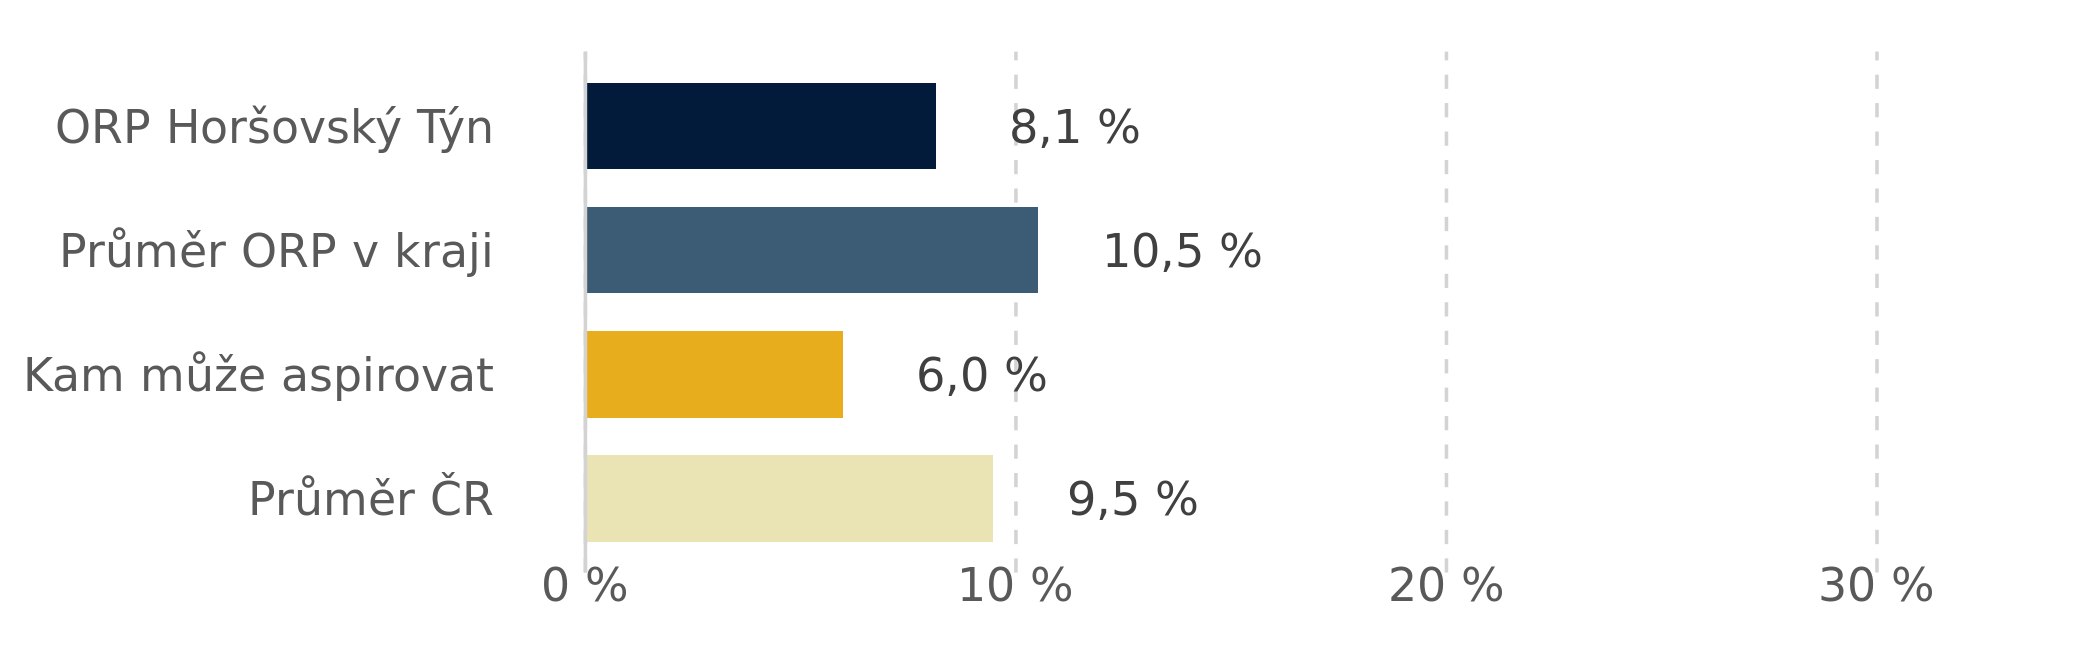 ORP Horšovský Týn
8,1 %
Průměr ORP v kraji
10,5 %
Kam může aspirovat
6,0 %
Průměr ČR
9,5 %
0 %
10 %
20 %
30 %